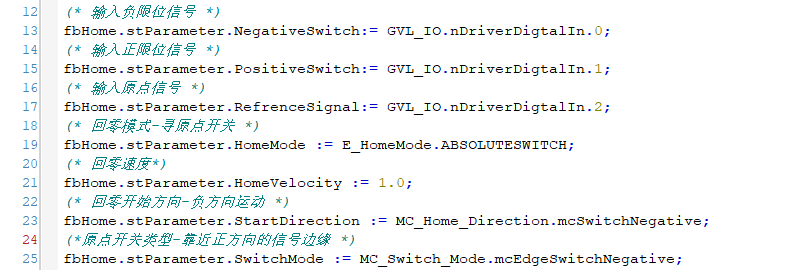 12 (* 输入负限位信号 *)
13 fbHome.stParameter.NegativeSwitch:= GVL_IO.nDriverDigtalIn.0;
14 (* 输入正限位信号 *)
15 fbHome.stParameter.PositiveSwitch:= GVL_IO.nDriverDigtalIn.1;
16 (* 输入原点信号 *)
17 fbHome.stParameter.RefrenceSignal:= GVL_IO.nDriverDigtalIn.2;
18 (* 回零模式-寻原点开关 *)
19 fbHome.stParameter.HomeMode := E_HomeMode.ABSOLUTESWITCH;
20 (* 回零速度*)
21 fbHome.stParameter.HomeVelocity := 1.0;
22 (* 回零开始方向-负方向运动 *)
23 fbHome.stParameter.StartDirection := MC_Home_Direction.mcSwitchNegative;
24 (*原点开关类型-靠近正方向的信号边缘 *)
25 fbHome.stParameter.SwitchMode := MC_Switch_Mode.mcEdgeSwitchNegative;